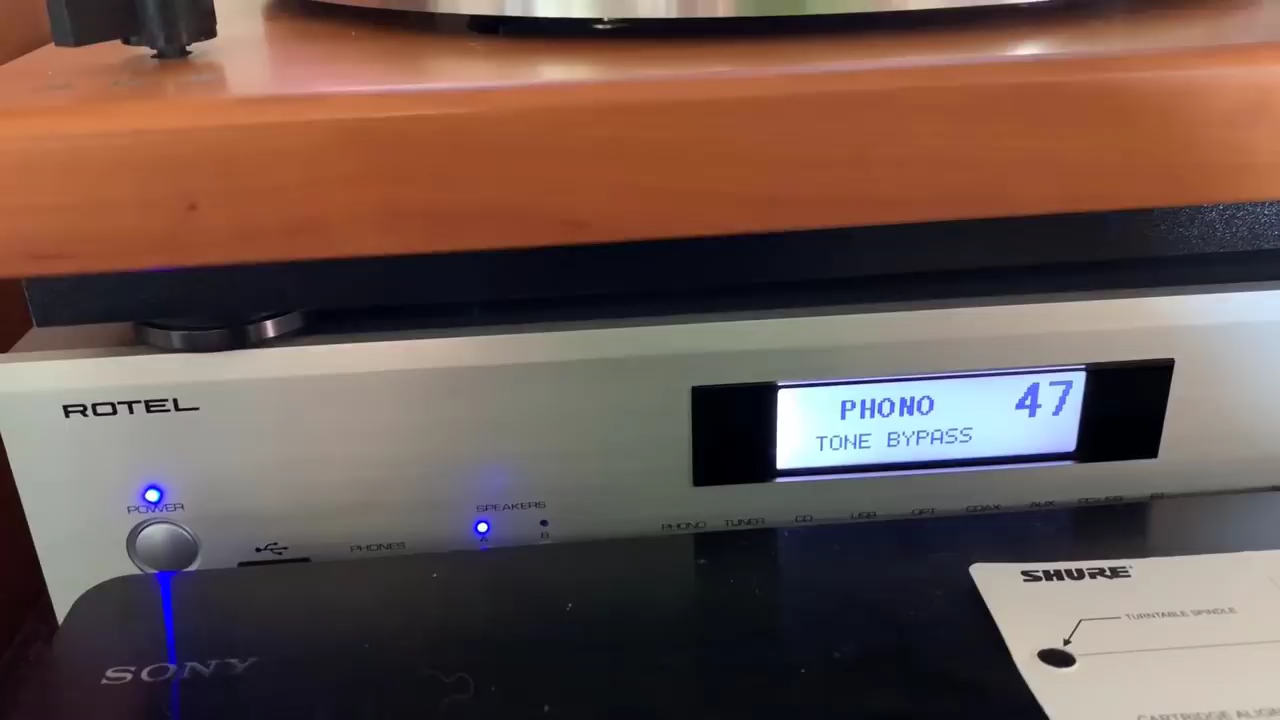 ROTEL
PHONO 47
TONE BYPASS
POWER
SPEAKERS
A B
PHONES
PHONO TUNER CD USB OPT COAX AUX
SONY
SHURE
TURNTABLE SPINDLE